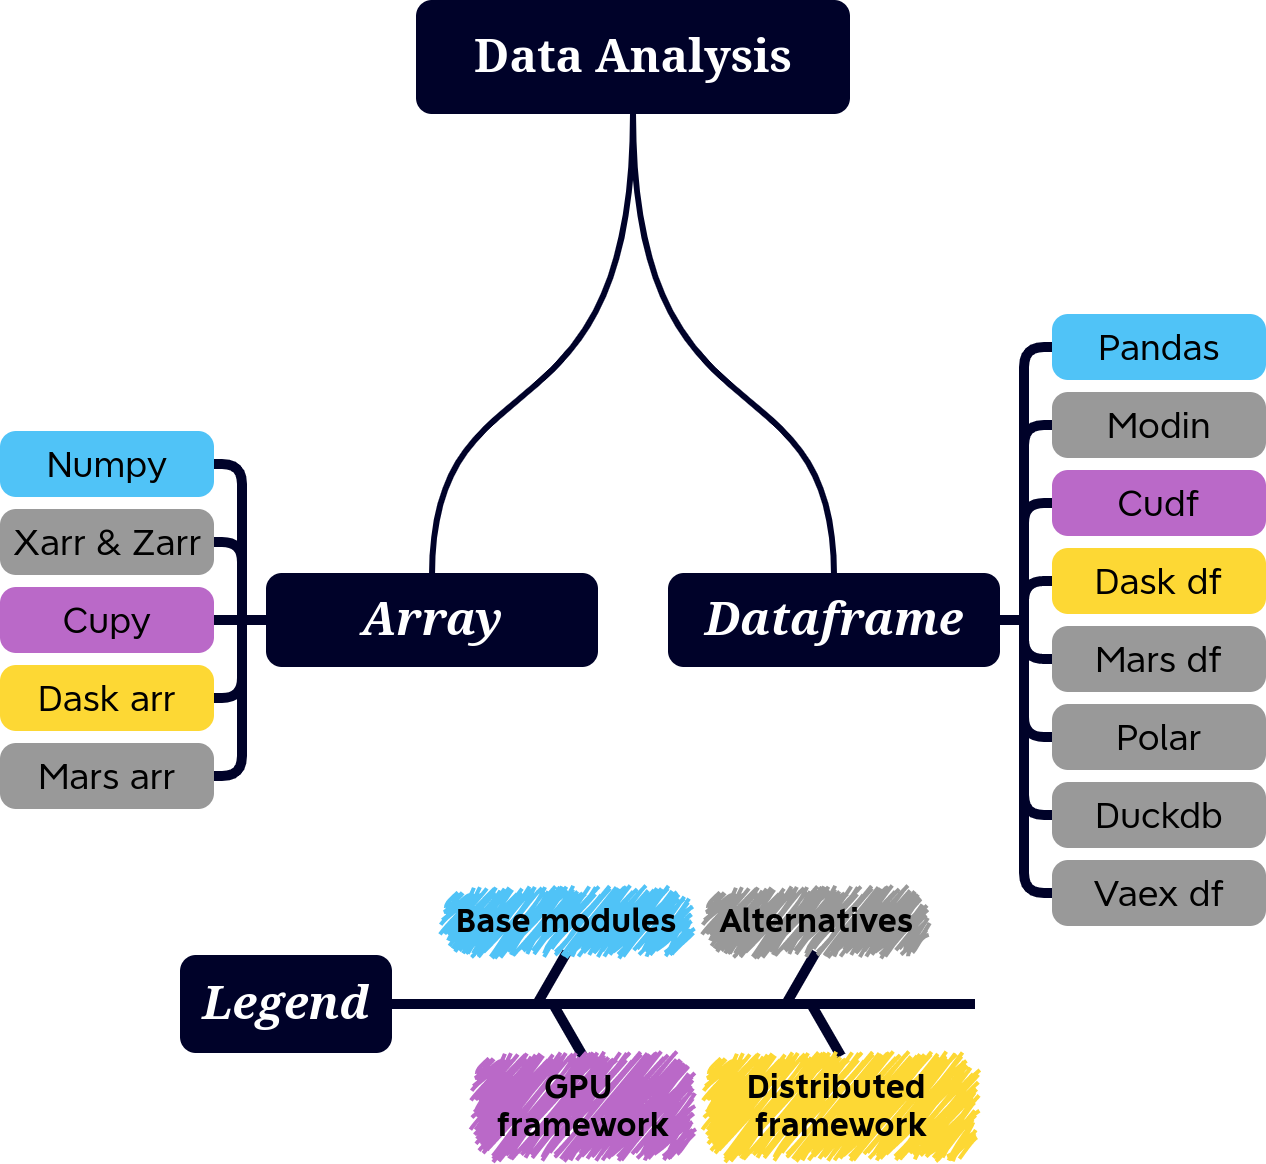 Data Analysis
Numpy
Xarr & Zarr
Cupy
Dask arr
Mars arr
Array
Dataframe
Pandas
Modin
Cudf
Dask df
Mars df
Polar
Duckdb
Vaex df
Legend
Base modules
Alternatives
GPU
framework
Distributed
framework